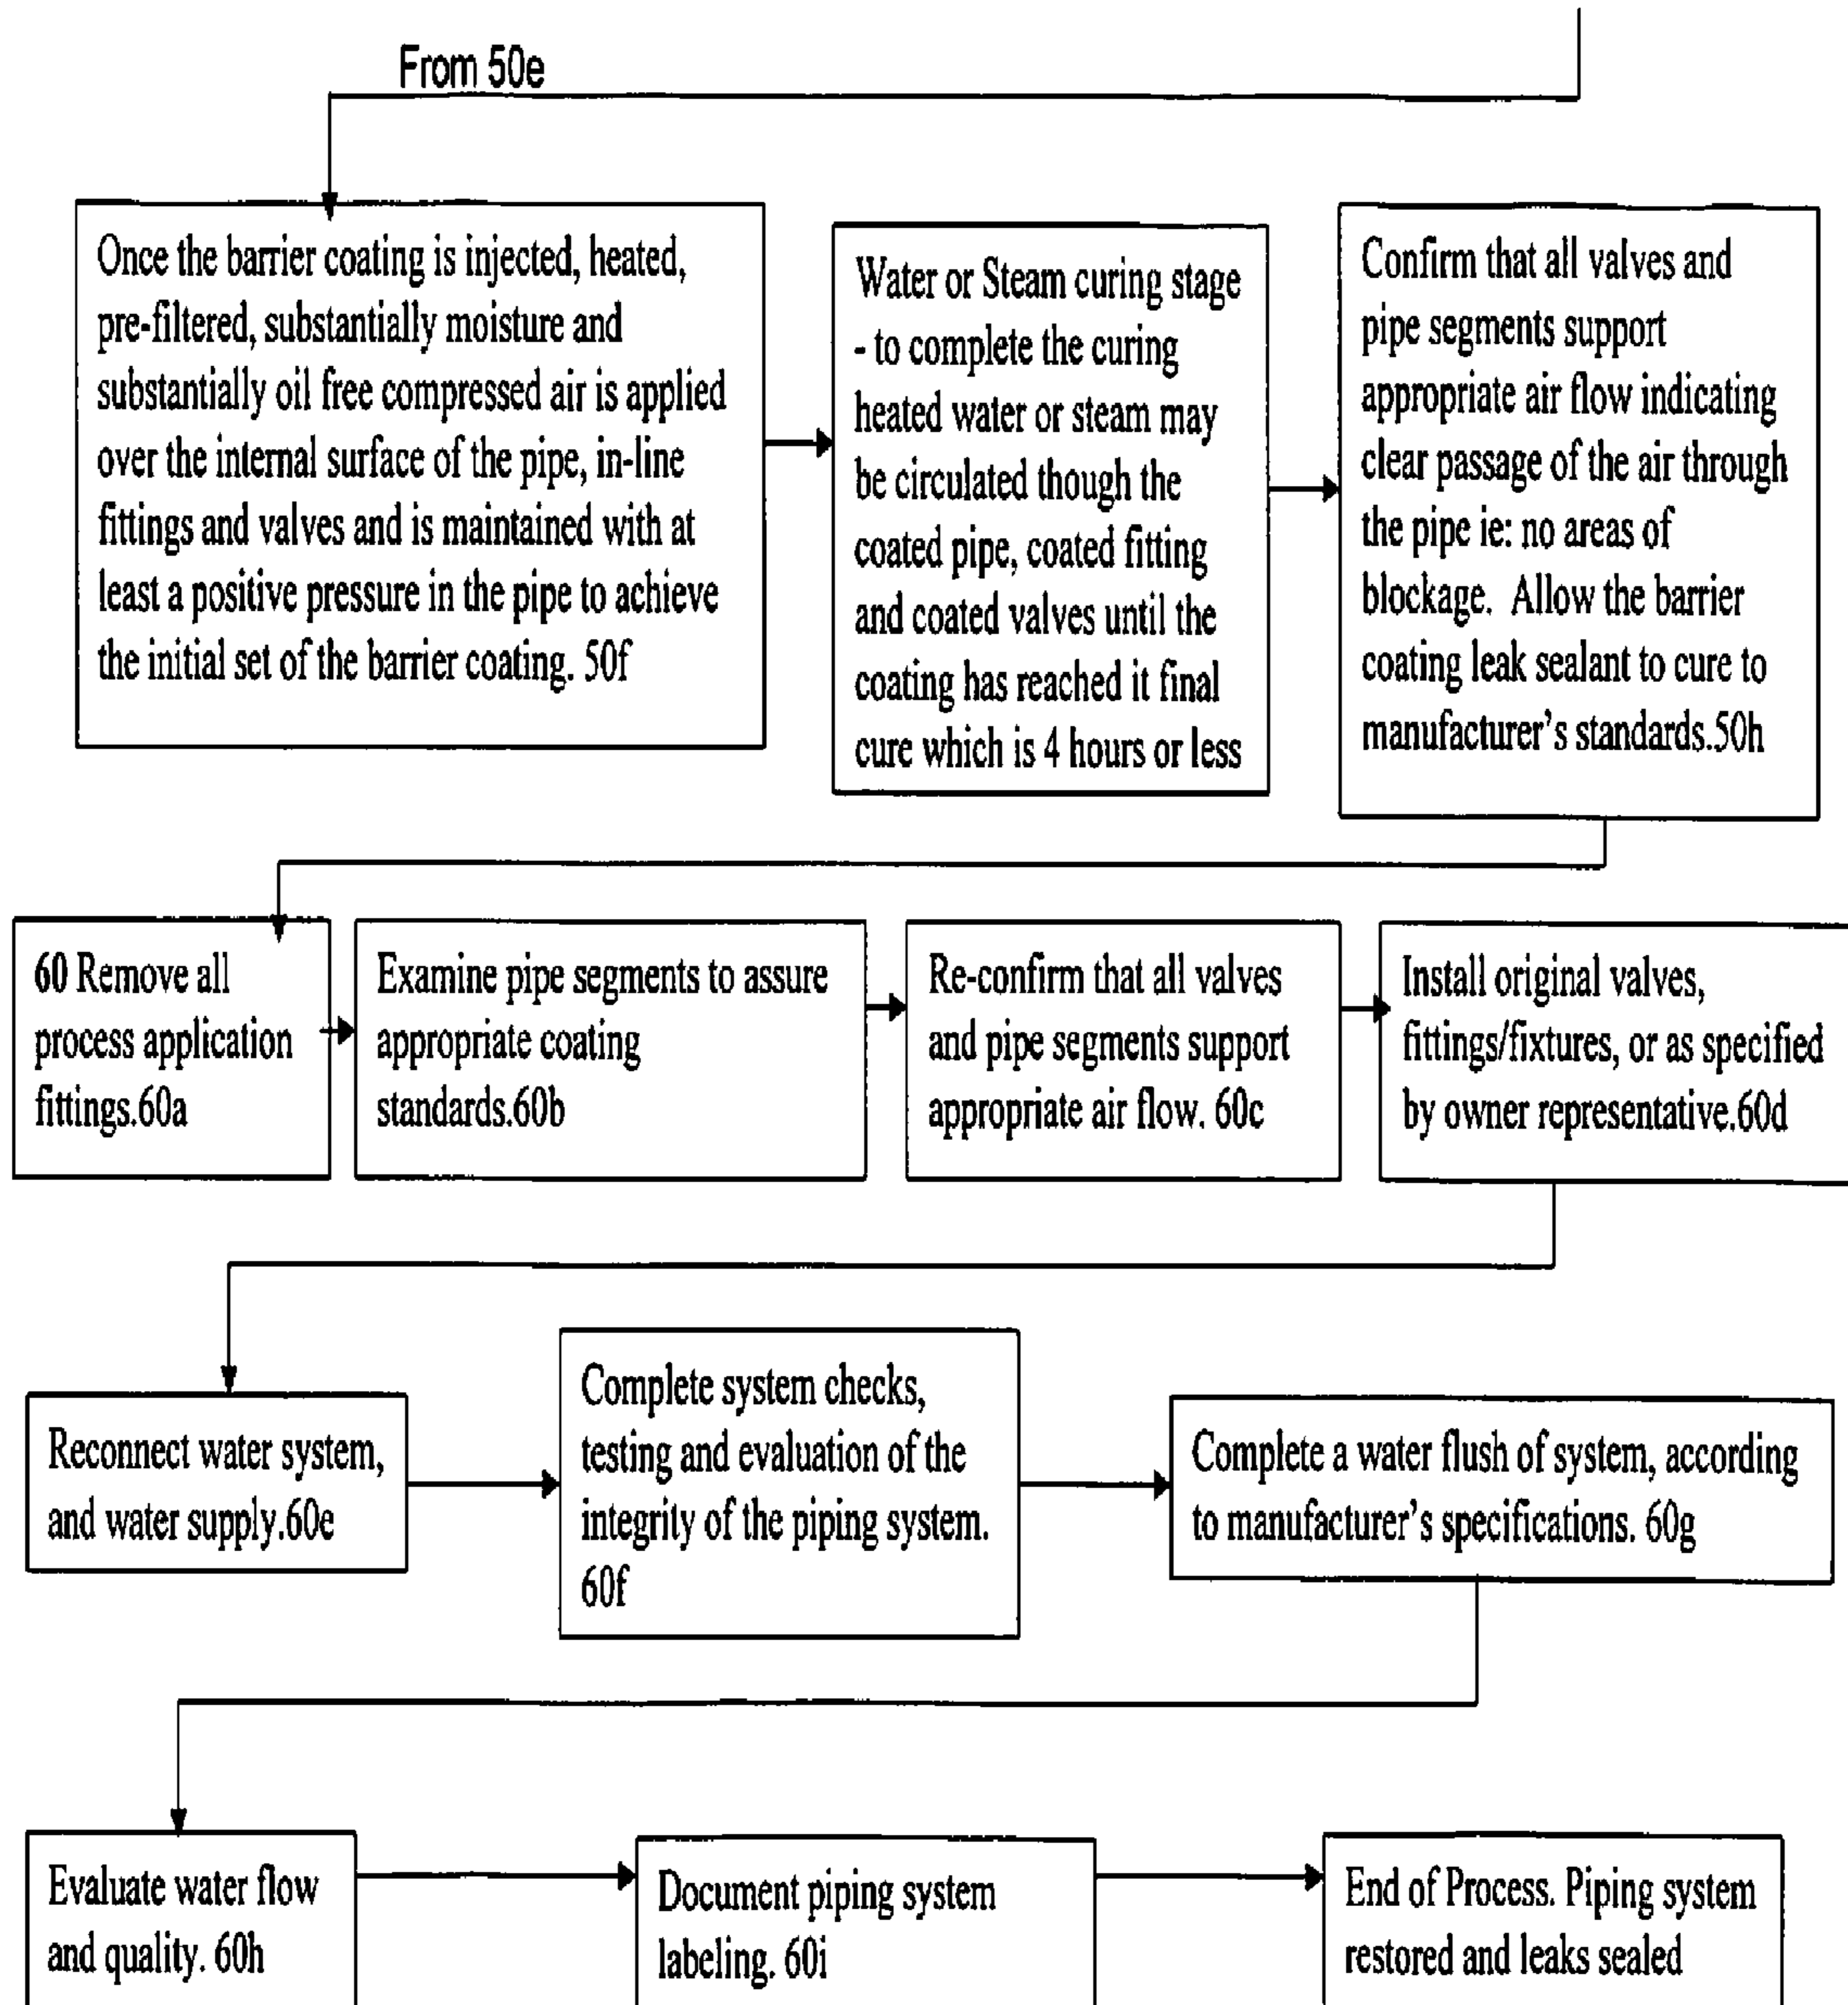 From 50e
Once the barrier coating is injected, heated,
pre-filtered, substantially moisture and
substantially oil free compressed air is applied
over the internal surface of the pipe, in-line
fittings and valves and is maintained with at
least a positive pressure in the pipe to achieve
the initial set of the barrier coating. 50f
Water or Steam curing stage
- to complete the curing
heated water or steam may
be circulated though the
coated pipe, coated fitting
and coated valves until the
coating has reached it final
cure which is 4 hours or less
Confirm that all valves and
pipe segments support
appropriate air flow indicating
clear passage of the air through
the pipe ie: no areas of
blockage. Allow the barrier
coating leak sealant to cure to
manufacturer's standards.50h
60 Remove all
process application
fittings.60a
Examine pipe segments to assure
appropriate coating
standards.60b
Re-confirm that all valves
and pipe segments support
appropriate air flow. 60c
Install original valves,
fittings/fixtures, or as specified
by owner representative.60d
Reconnect water system,
and water supply.60e
Complete system checks,
testing and evaluation of the
integrity of the piping system.
60f
Complete a water flush of system, according
to manufacturer's specifications. 60g
Evaluate water flow
and quality. 60h
Document piping system
labeling. 60i
End of Process. Piping system
restored and leaks sealed